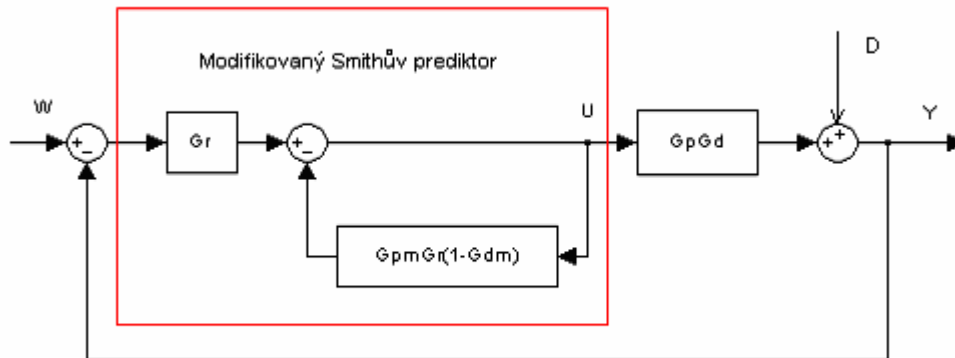 Modifikovaný Smithův prediktor
D
W
U
Y
+
-
Gr
+
-
GpGd
+
+
GpmGr(1-Gdm)